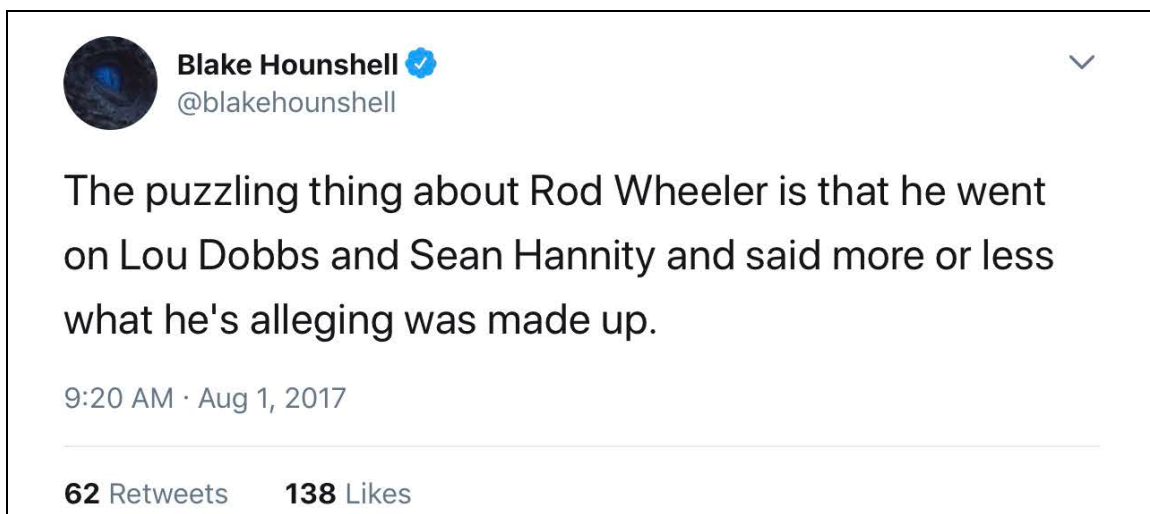 Blake Hounshell
@blakehounshell
The puzzling thing about Rod Wheeler is that he went
on Lou Dobbs and Sean Hannity and said more or less
what he's alleging was made up.
9:20 AM · Aug 1, 2017
62 Retweets 138 Likes